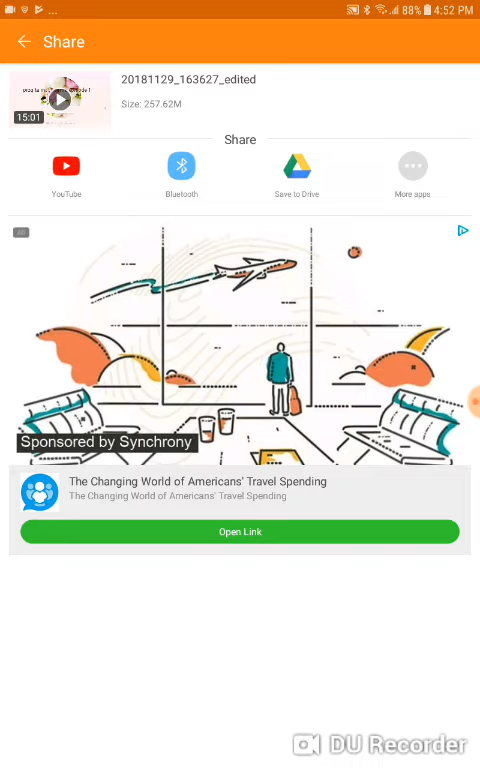 ... 88% 4:52 PM
Share
20181129_163627_edited
Size: 257.62M
15:01
Share
YouTube
Bluetooth
Save to Drive
More apps
AD
Sponsored by Synchrony
The Changing World of Americans' Travel Spending
The Changing World of Americans' Travel Spending
Open Link
DU Recorder